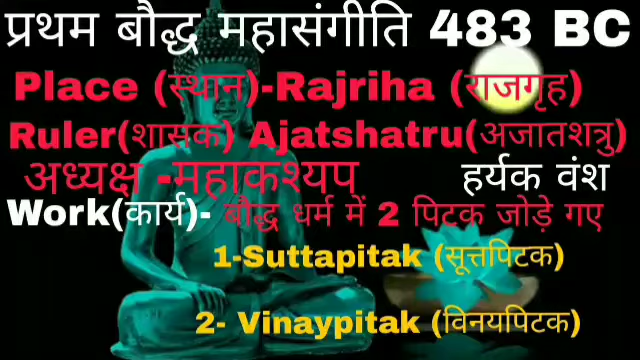 प्रथम बौद्ध महासंगीति 483 BC
Place (स्थान)-Rajriha (राजगृह)
Ruler(शासक) Ajatshatru(अजातशत्रु)
अध्यक्ष -महाकश्यप हर्यक वंश
Work(कार्य)- बौद्ध धर्म में 2 पिटक जोड़े गए
1-Suttapitak (सूत्तपिटक)
2- Vinaypitak (विनयपिटक)